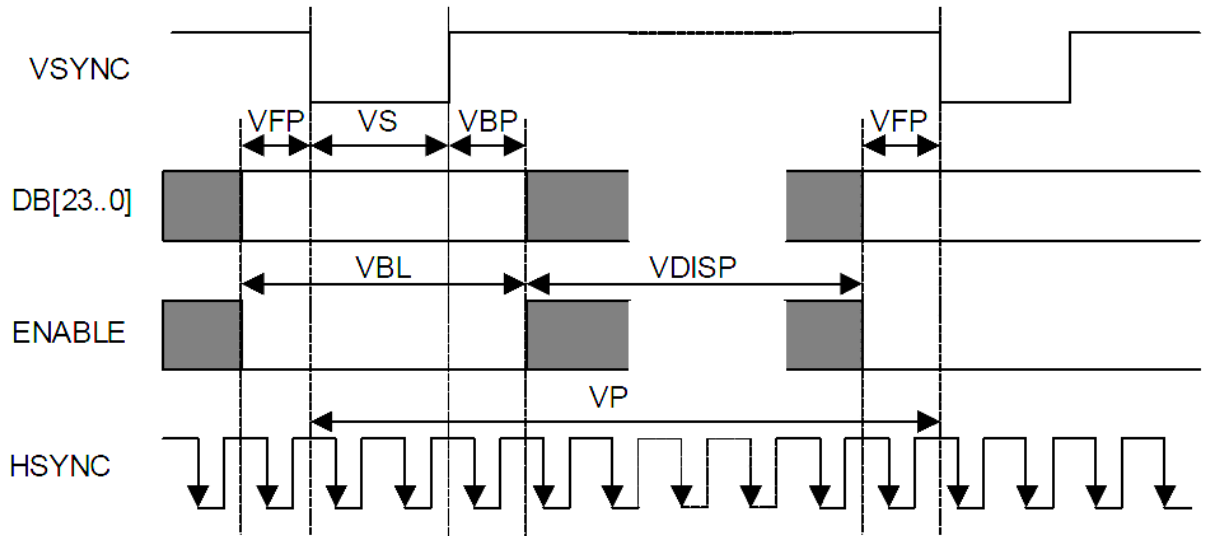 VSYNC
VFP VS VBP VFP
DB[23..0]
VBL VDISP
ENABLE
VP
HSYNC